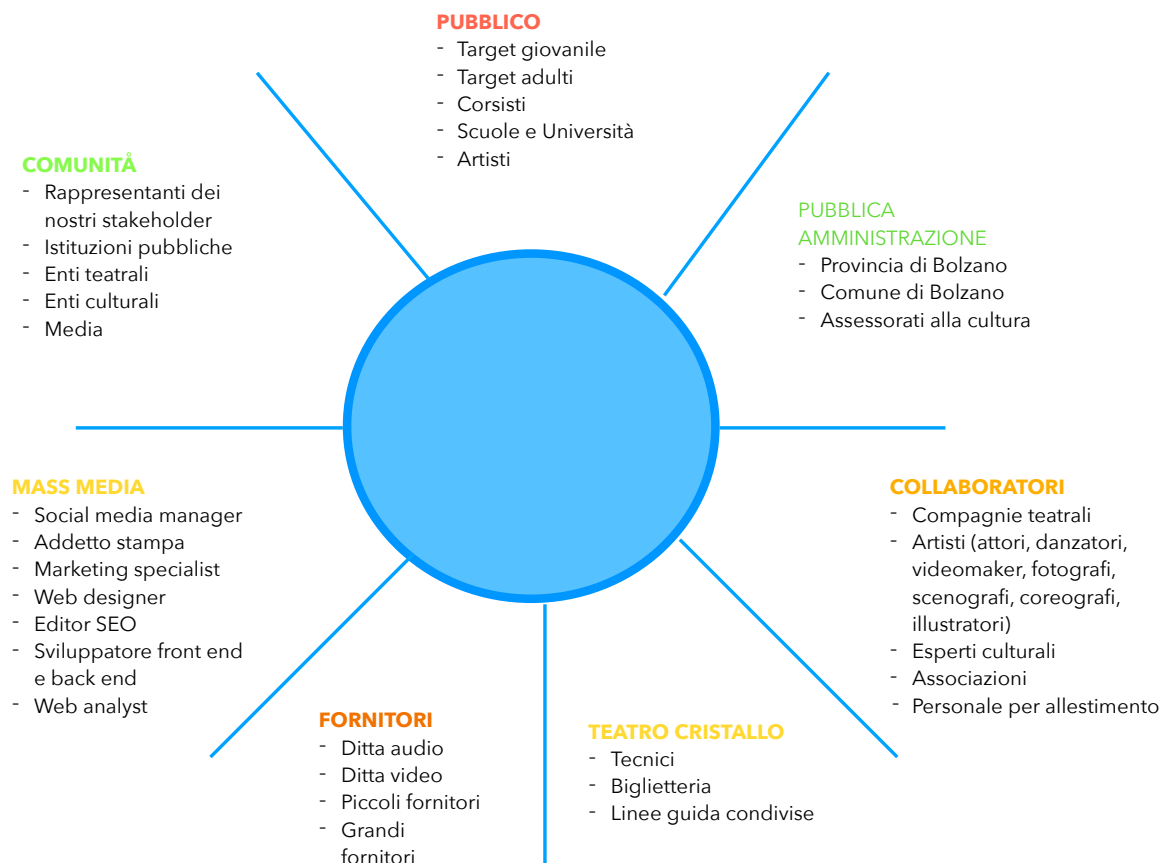 PUBBLICO
- Target giovanile
- Target adulti
- Corsisti
- Scuole e Università
- Artisti
COMUNITÅ
- Rappresentanti dei
nostri stakeholder
- Istituzioni pubbliche
- Enti teatrali
- Enti culturali
- Media
PUBBLICA
AMMINISTRAZIONE
- Provincia di Bolzano
- Comune di Bolzano
- Assessorati alla cultura
MASS MEDIA
- Social media manager
- Addetto stampa
- Marketing specialist
- Web designer
- Editor SEO
- Sviluppatore front end
e back end
- Web analyst
COLLABORATORI
- Compagnie teatrali
- Artisti (attori, danzatori,
videomaker, fotografi,
scenografi, coreografi,
illustratori)
- Esperti culturali
- Associazioni
- Personale per allestimento
FORNITORI
- Ditta audio
- Ditta video
- Piccoli fornitori
- Grandi
fornitori
TEATRO CRISTALLO
- Tecnici
- Biglietteria
- Linee guida condivise